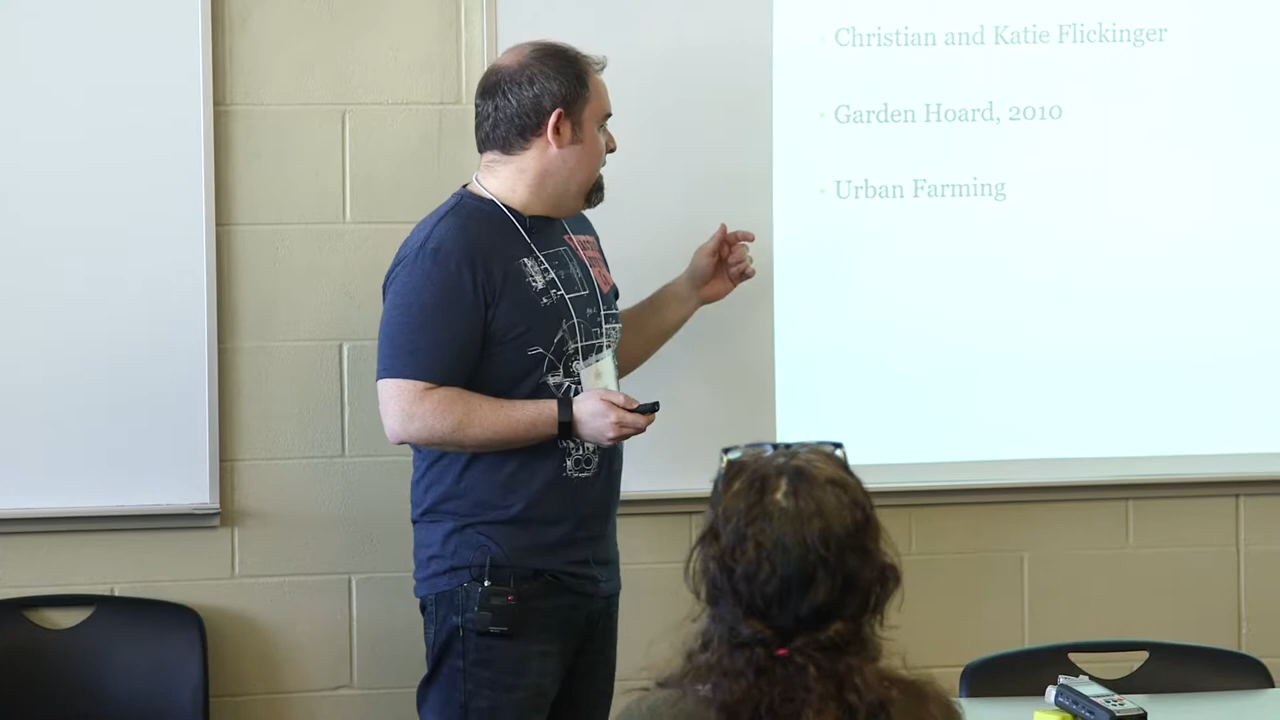 Christian and Katie Flickinger
Garden Hoard, 2010
Urban Farming